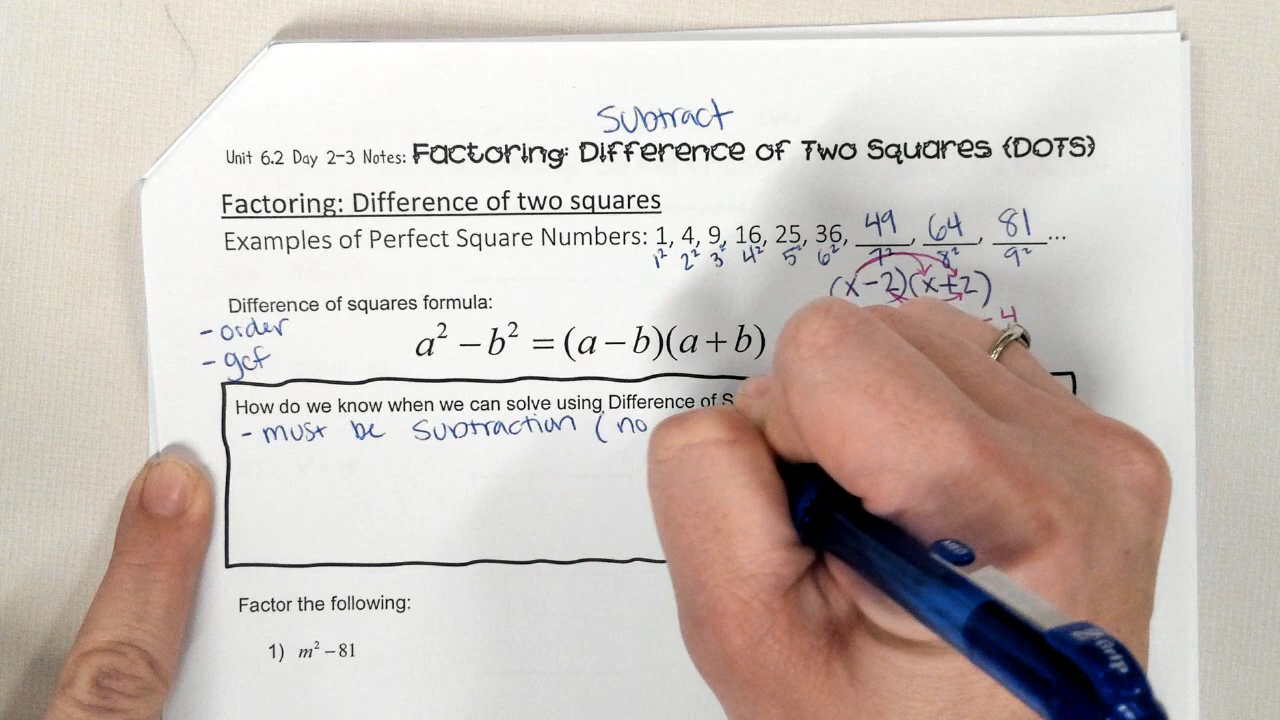 Subtract
Unit 6.2 Day 2-3 Notes: Factoring: Difference of Two Squares (DOTS)
Factoring: Difference of two squares
Examples of Perfect Square Numbers: 1, 4, 9, 16, 25, 36, 49, 64, 81...
1² 2² 3² 4² 5² 6² 7² 8² 9²
(x-2)(x+2)
Difference of squares formula:
-4
- order
- gcf
a² - b² = (a-b)(a+b)
How do we know when we can solve using Difference of
- must be subtraction (no
Factor the following:
1) m² - 81
Grip